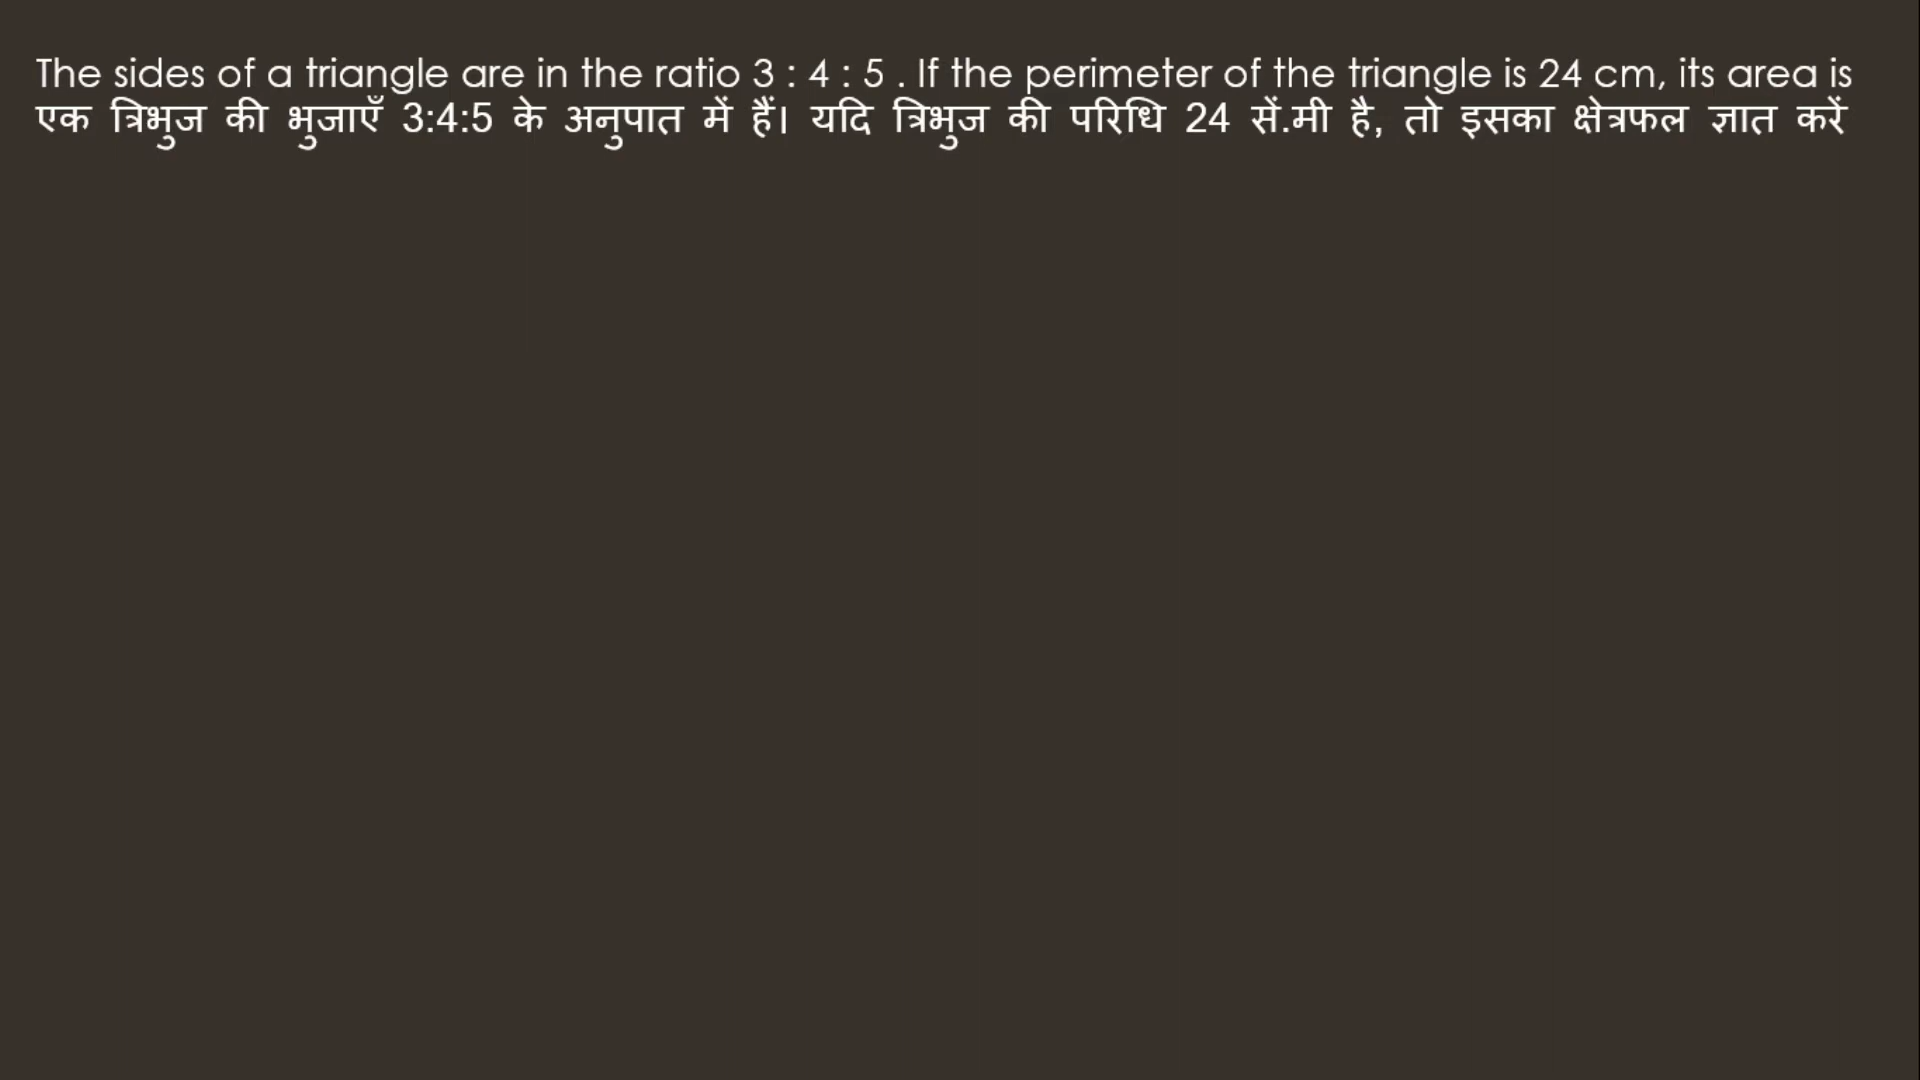 The sides of a triangle are in the ratio 3 : 4 : 5 . If the perimeter of the triangle is 24 cm, its area is
एक त्रिभुज की भुजाएँ 3:4:5 के अनुपात में हैं। यदि त्रिभुज की परिधि 24 सें.मी है, तो इसका क्षेत्रफल ज्ञात करें